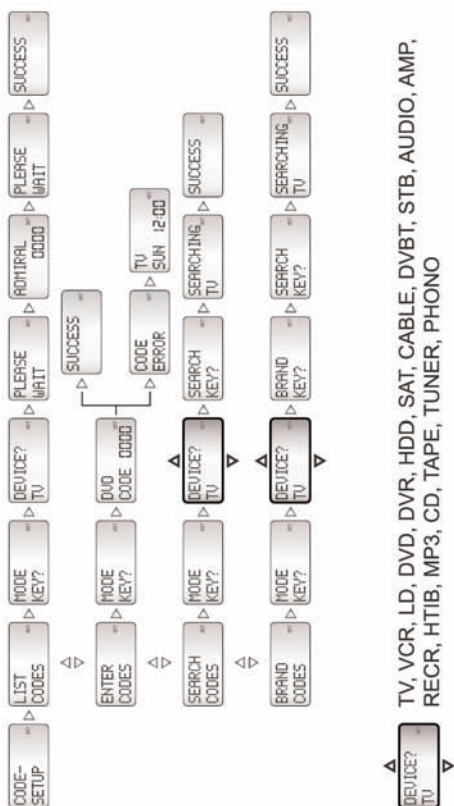 CODE-
SETUP
LIST
CODES
MODE
KEY?
DEVICE?
TV
PLEASE
WAIT
ADMIRAL
0000
PLEASE
WAIT
SUCCESS
ENTER
CODES
MODE
KEY?
DVD
CODE 0000
SUCCESS
CODE
ERROR
TV
SUN 12:00
SEARCH
CODES
MODE
KEY?
DEVICE?
TV
SEARCH
KEY?
SEARCHING
TV
SUCCESS
BRAND
CODES
MODE
KEY?
DEVICE?
TV
BRAND
KEY?
SEARCH
KEY?
SEARCHING
TV
SUCCESS
DEVICE?
TV
TV, VCR, LD, DVD, DVR, HDD, SAT, CABLE, DVBT, STB, AUDIO, AMP,
RECR, HTIB, MP3, CD, TAPE, TUNER, PHONO